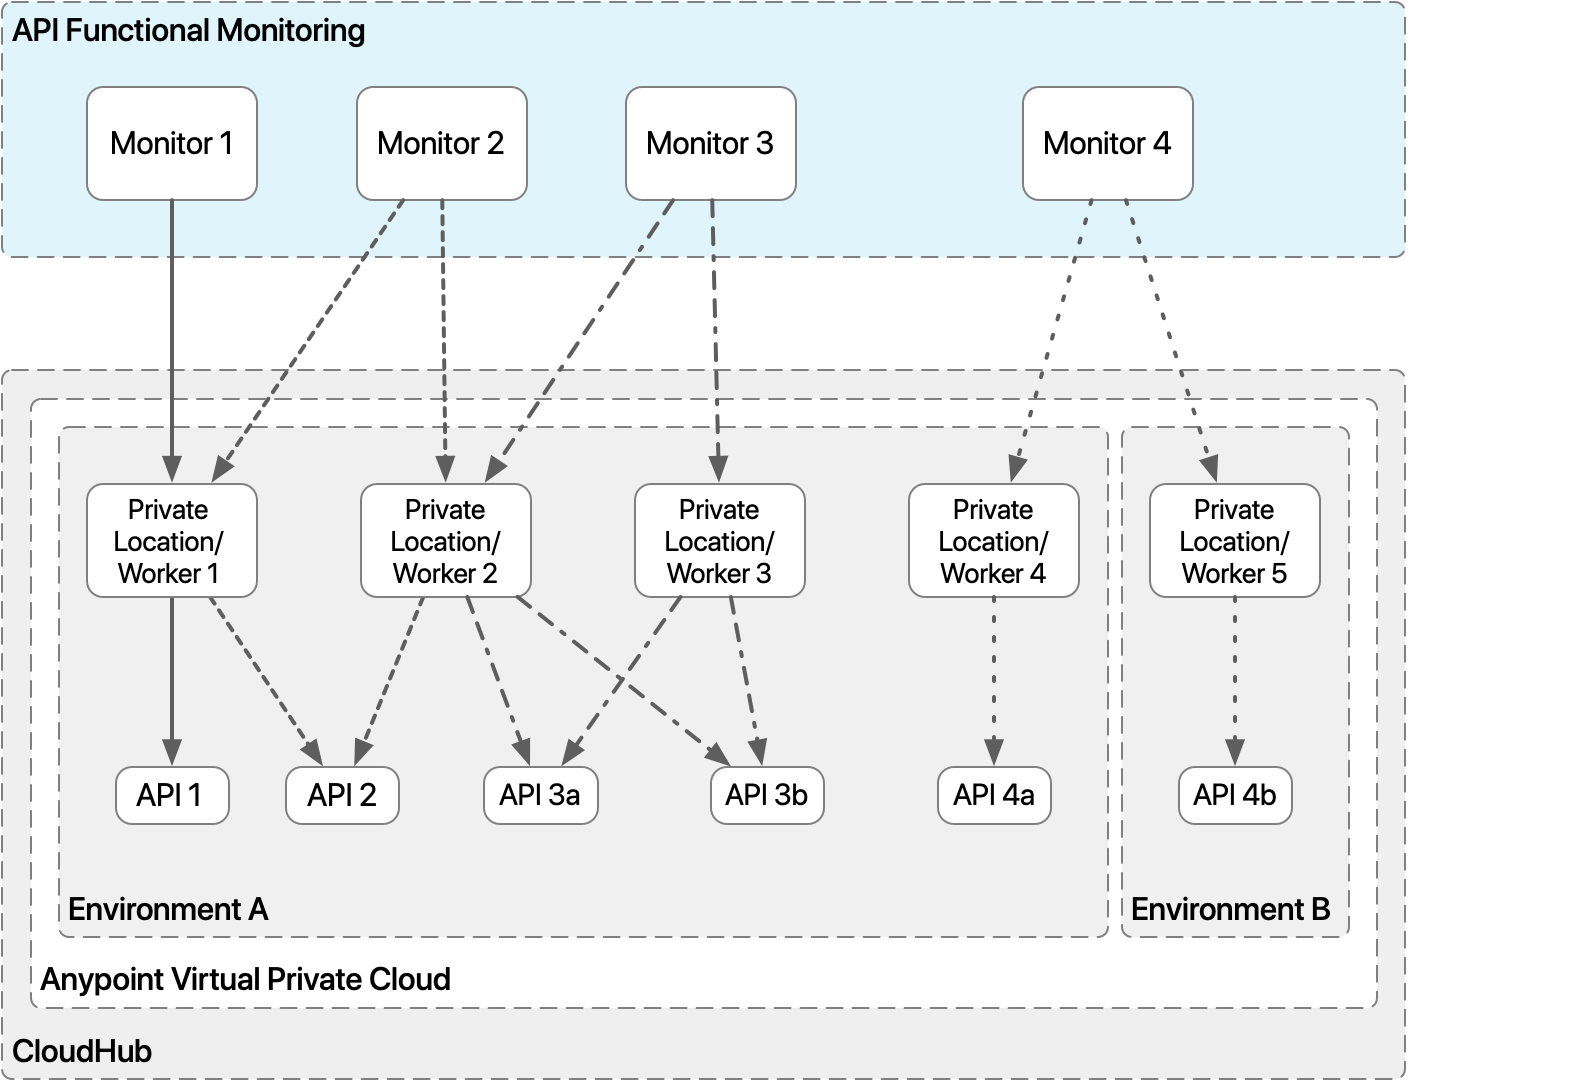 API Functional Monitoring
Monitor 1
Monitor 2
Monitor 3
Monitor 4
Private
Location/
Worker 1
Private
Location/
Worker 2
Private
Location/
Worker 3
Private
Location/
Worker 4
Private
Location/
Worker 5
API 1
API 2
API 3a
API 3b
API 4a
API 4b
Environment A
Environment B
Anypoint Virtual Private Cloud
CloudHub